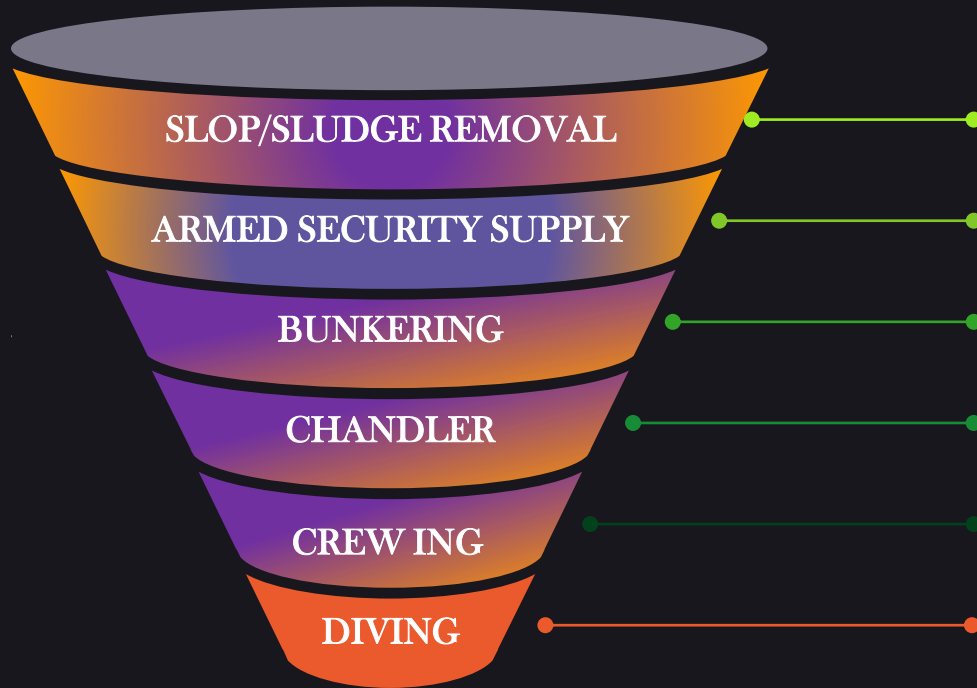 SLOP/SLUDGE REMOVAL
ARMED SECURITY SUPPLY
BUNKERING
CHANDLER
CREW ING
DIVING